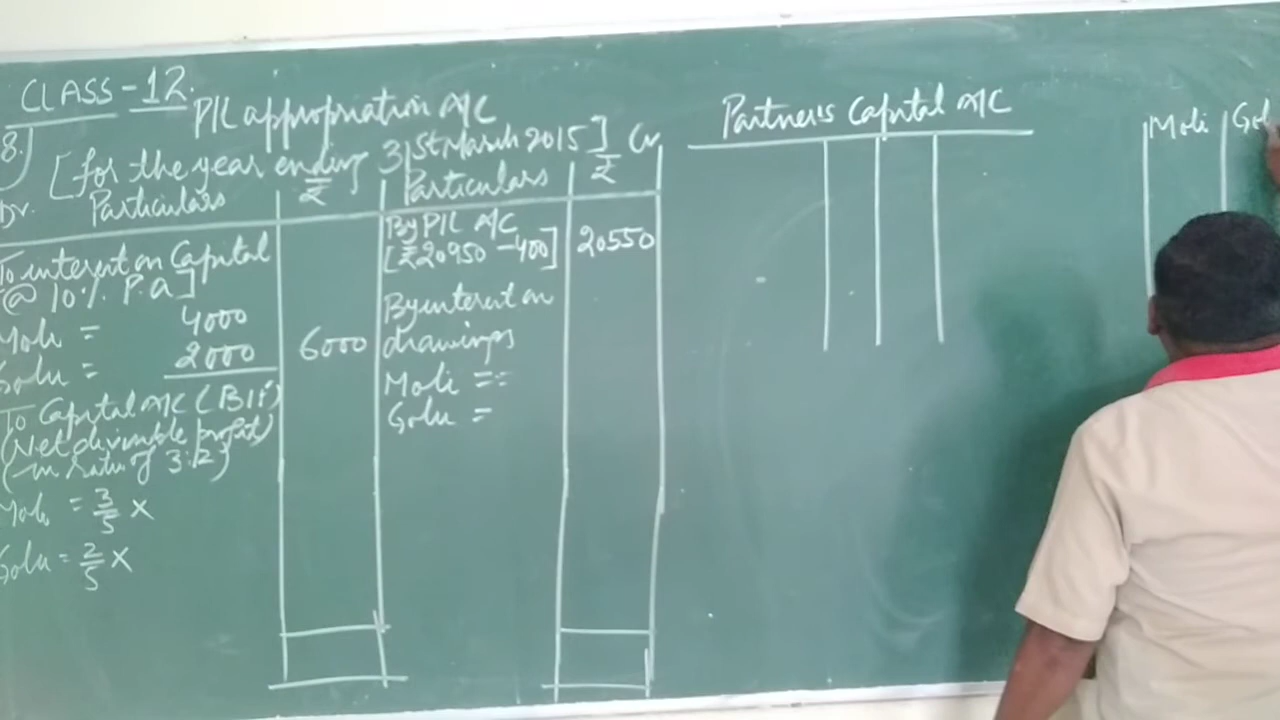 CLASS-12.
8.]
P/L appropriation A/C
[for the year ending 31st March 2015]
Dr.
Cr
Particulars
₹
Particulars
₹
To interest on Capital
@ 10% P.a]
Moli = 4000
Golu = 2000
6000
To Capital A/C (B/F)
(Net divisible profit)
(in ratio of 3:2)
Moli = 3/5 X
Golu = 2/5 X
By P/L A/C
[₹20950 - 400]
20550
By interest on
drawings
Moli =
Golu =
Partner's Capital A/C
Moli